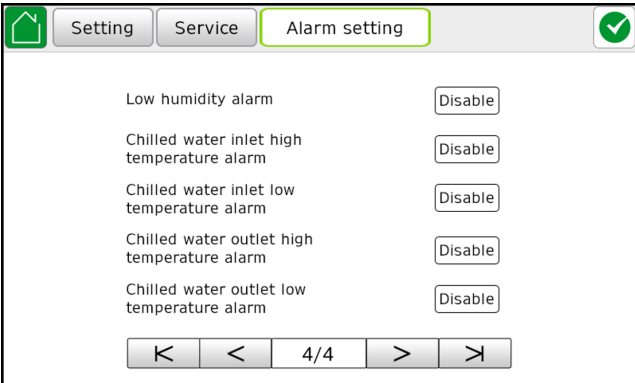 Setting Service Alarm setting
Low humidity alarm Disable
Chilled water inlet high
temperature alarm Disable
Chilled water inlet low
temperature alarm Disable
Chilled water outlet high
temperature alarm Disable
Chilled water outlet low
temperature alarm Disable
4/4